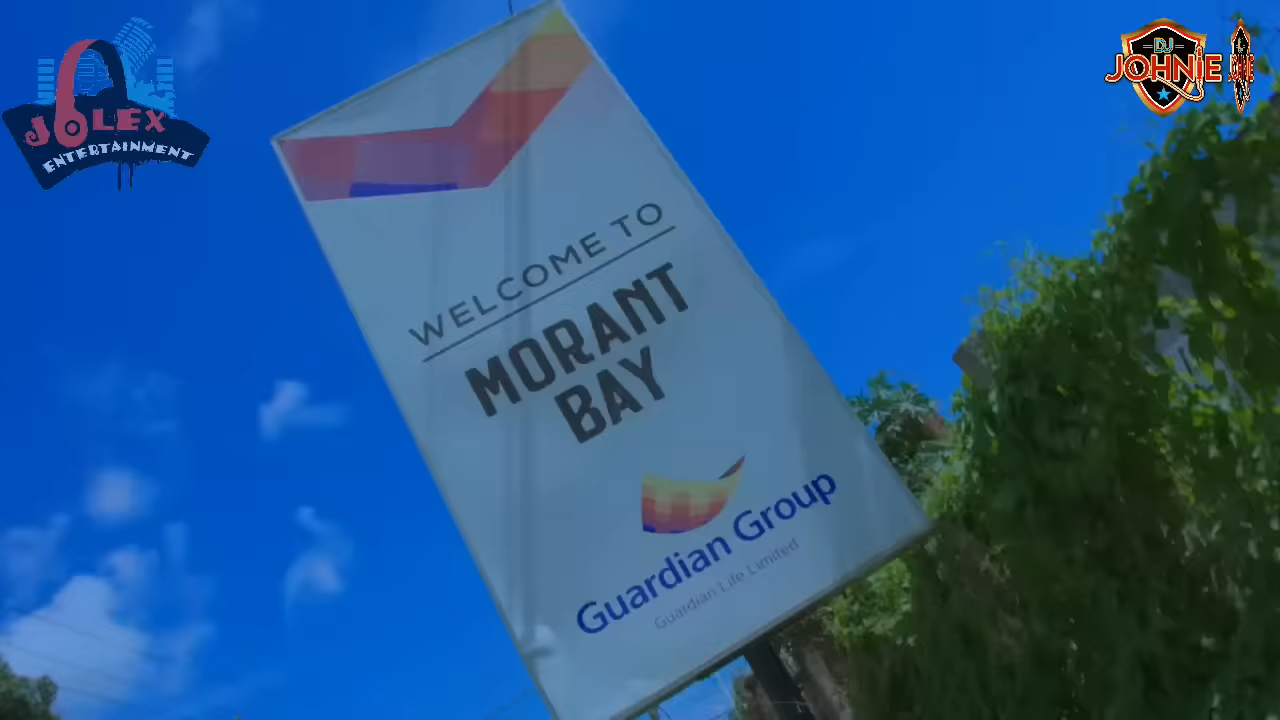 JOLEX
ENTERTAINMENT
DJ
JOHNIE
WELCOME TO
MORANT
BAY
Guardian Group
Guardian Life Limited